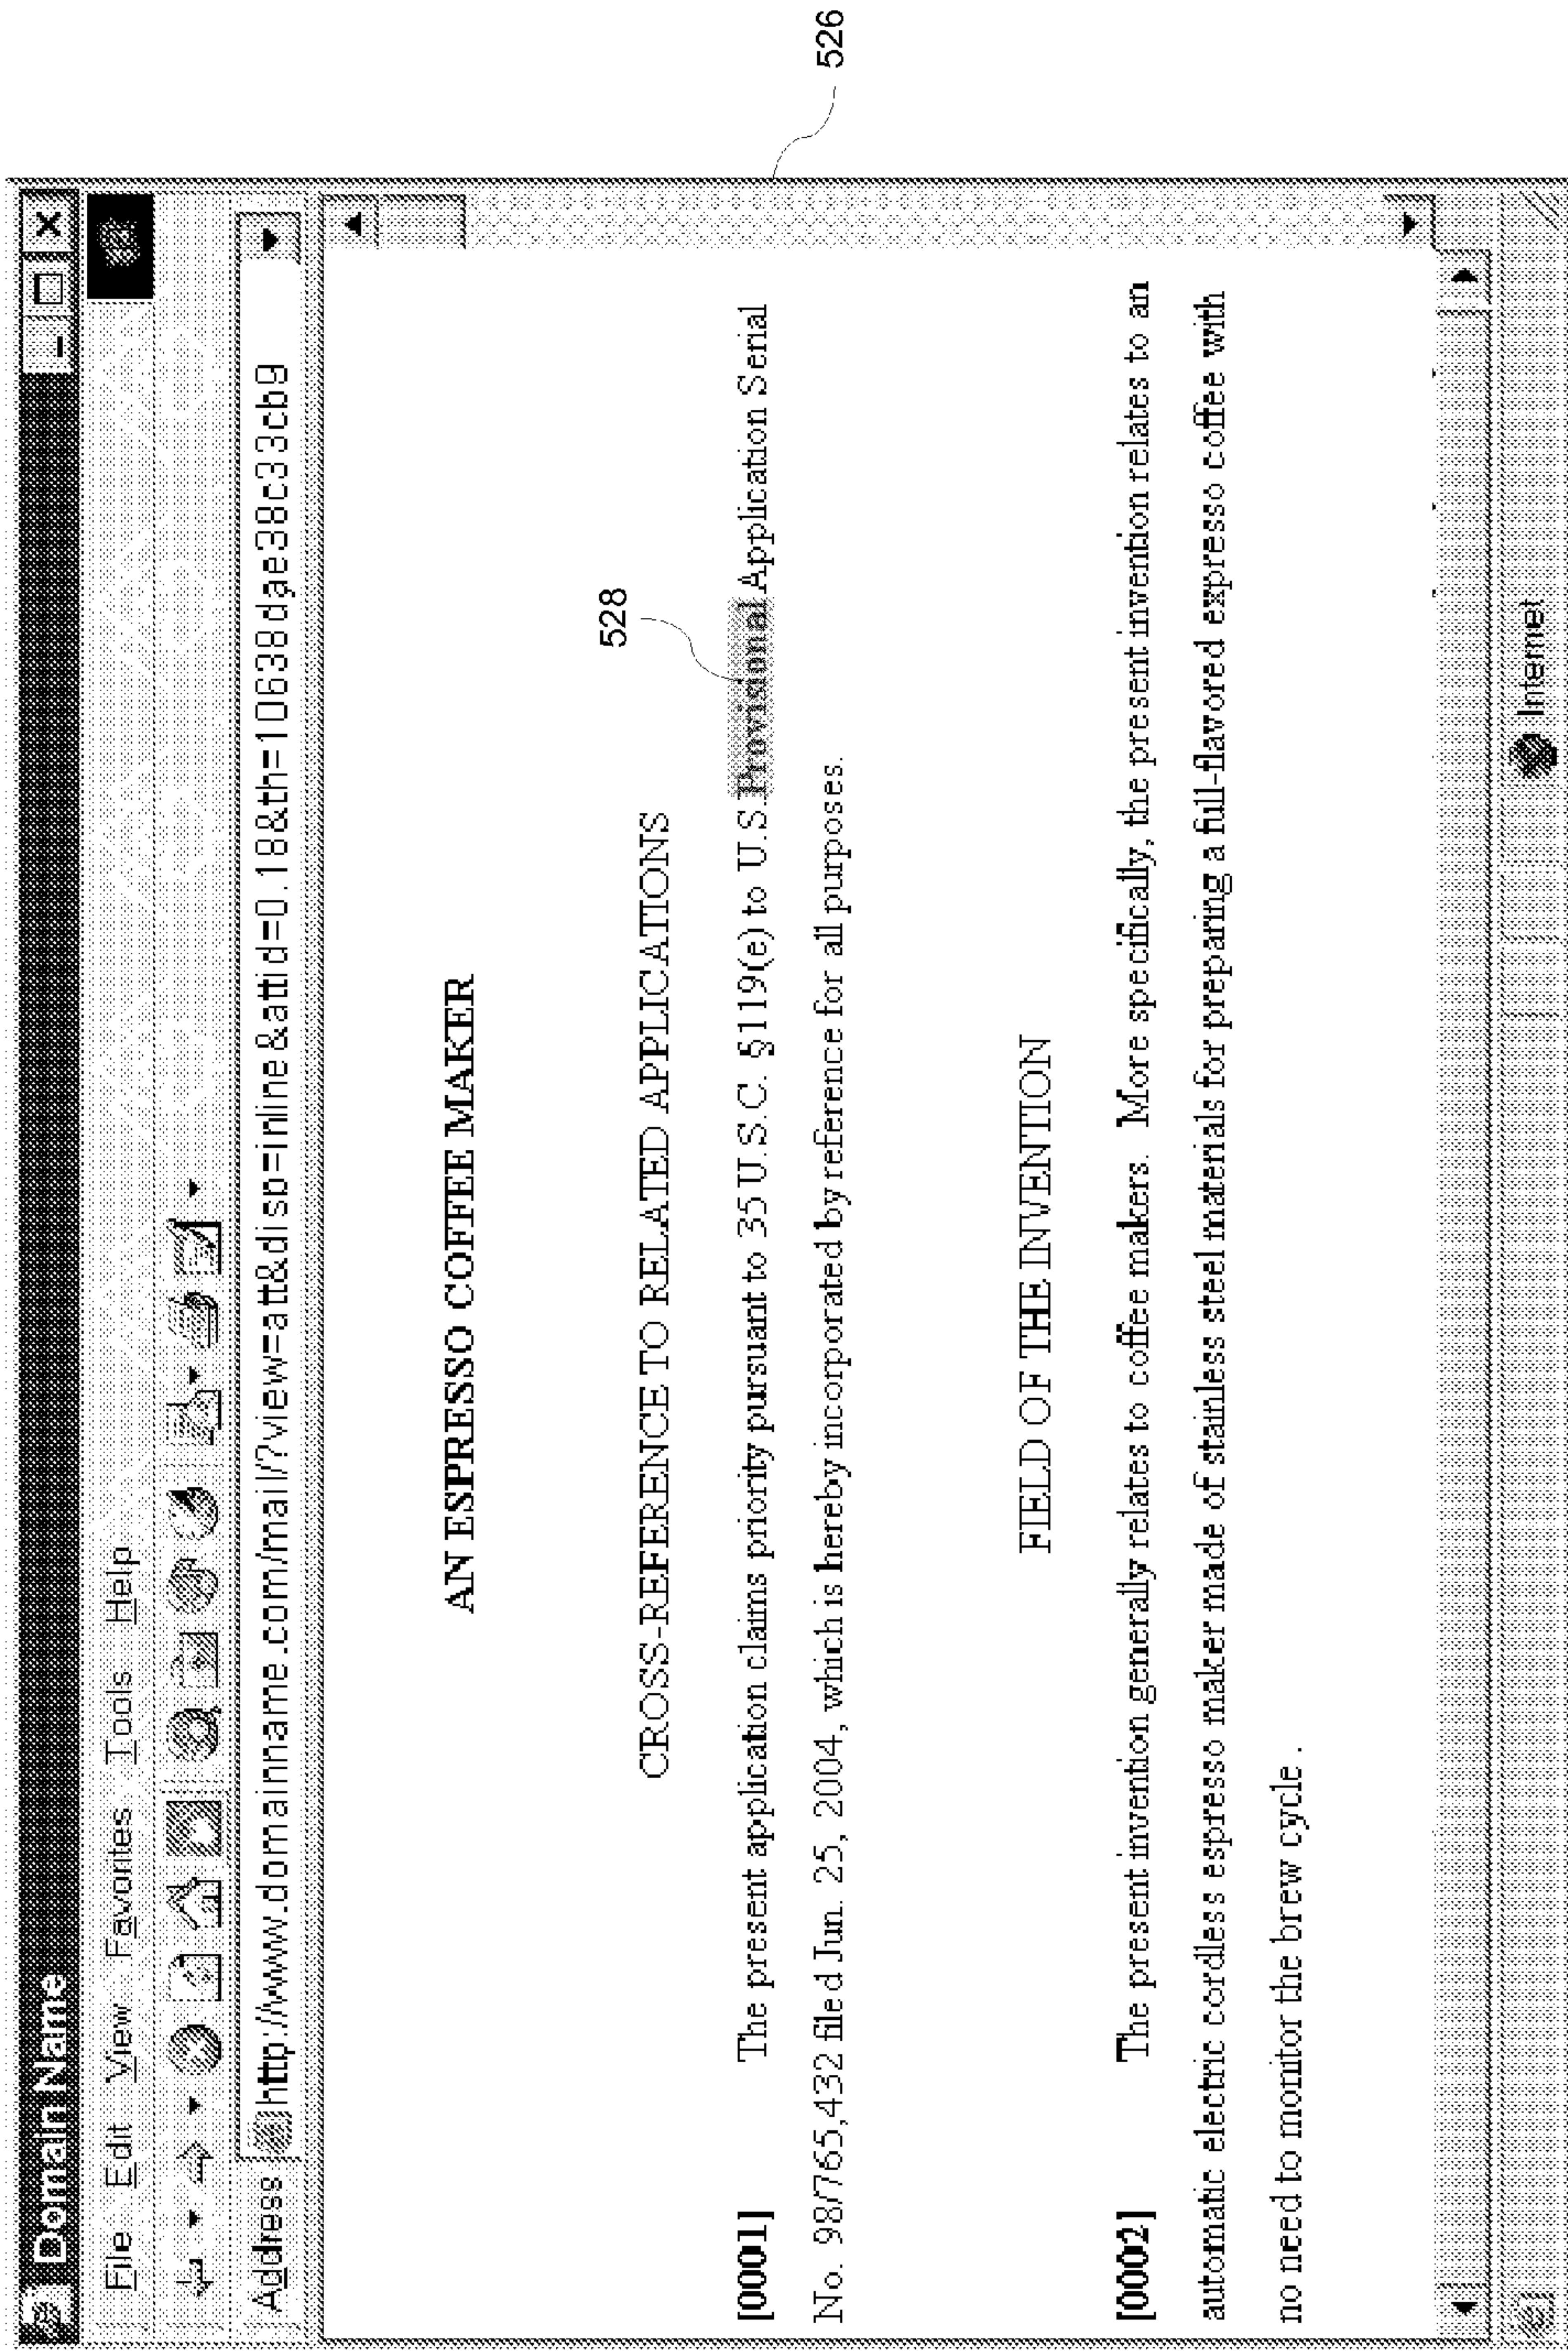 Domain Name
File Edit View Favorites Tools Help
Address http://www.domainname.com/mail/?view=att&disp=inline&attid=0.18&th=10638dae38c33cb9
AN ESPRESSO COFFEE MAKER
CROSS-REFERENCE TO RELATED APPLICATIONS
528
[0001] The present application claims priority pursuant to 35 U.S.C. §119(e) to U.S. Provisional Application Serial
No. 98/765,432 filed Jun. 25, 2004, which is hereby incorporated by reference for all purposes.
526
FIELD OF THE INVENTION
[0002] The present invention generally relates to coffee makers. More specifically, the present invention relates to an
automatic electric cordless espresso maker made of stainless steel materials for preparing a full-flavored expresso coffee with
no need to monitor the brew cycle.
Internet